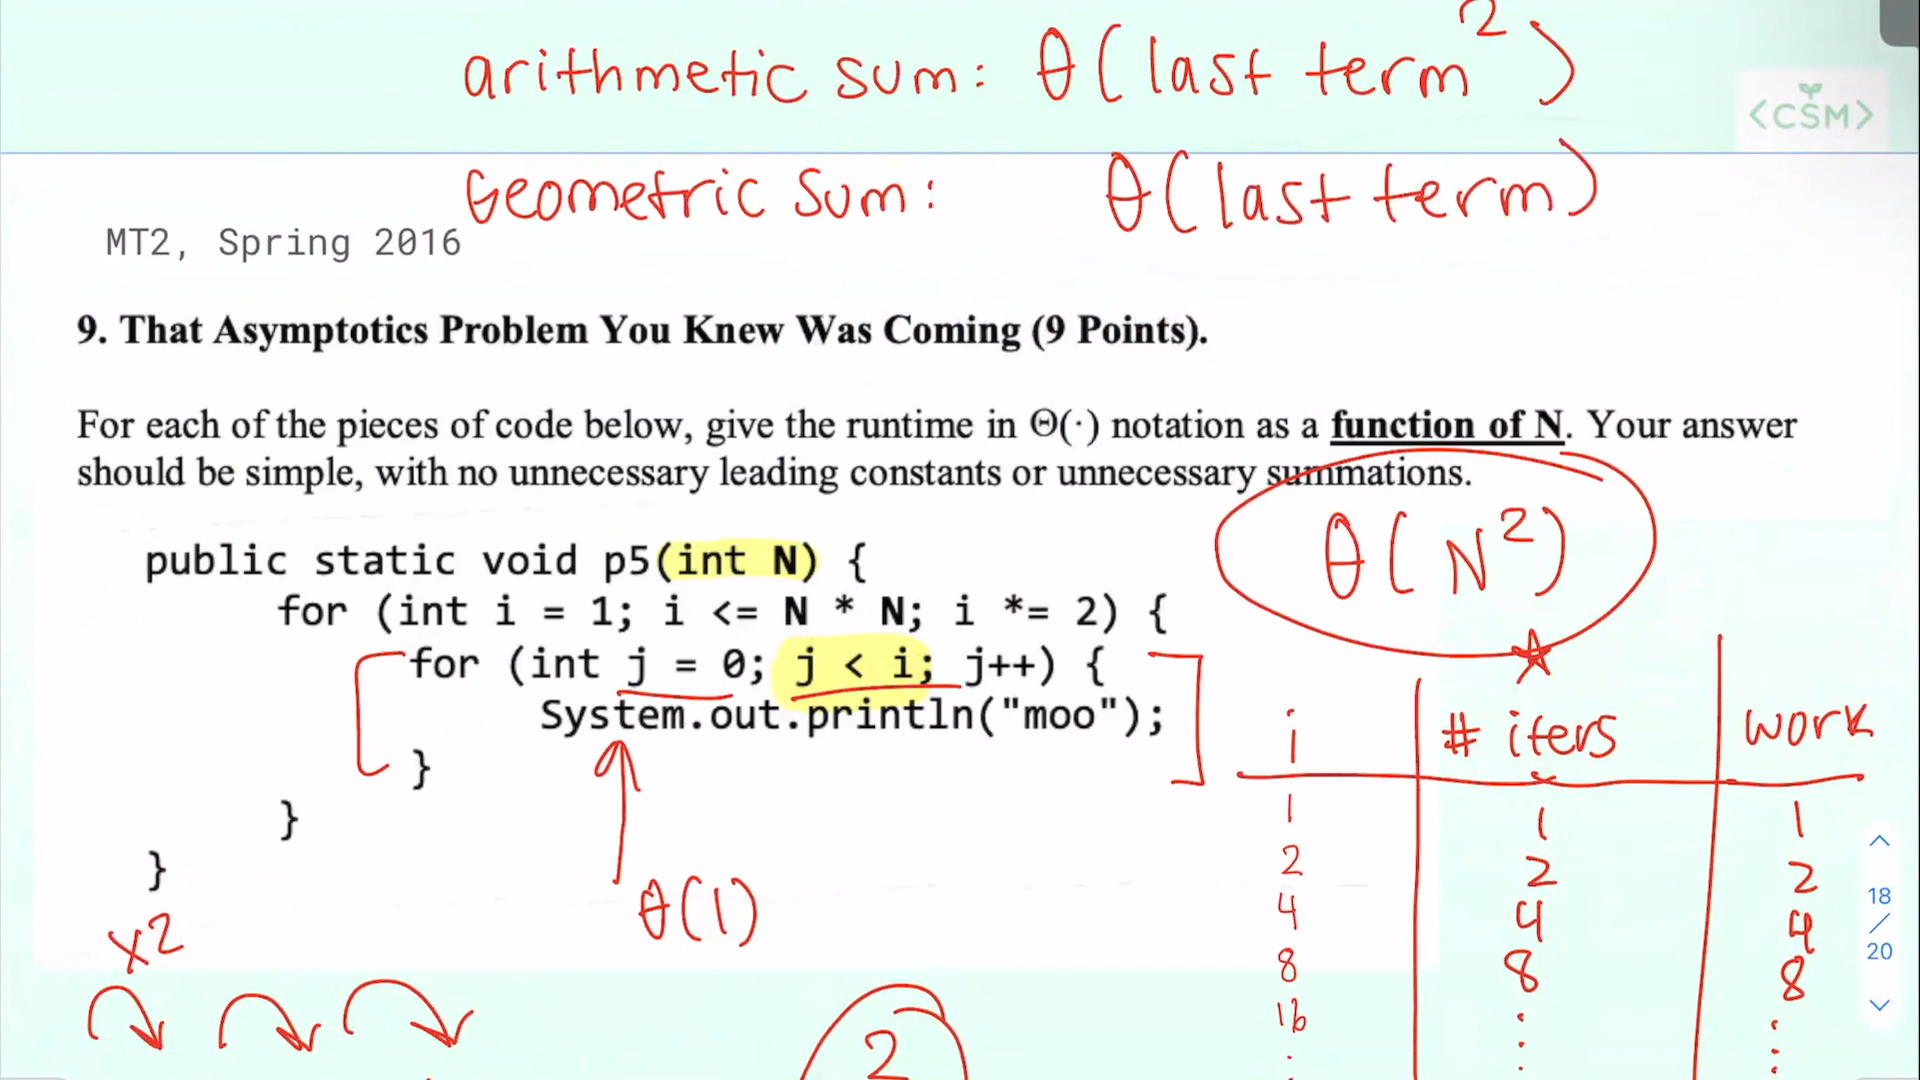 arithmetic sum: θ(last term²)
<CSM>
Geometric Sum: θ(last term)
MT2, Spring 2016
9. That Asymptotics Problem You Knew Was Coming (9 Points).
For each of the pieces of code below, give the runtime in Θ(·) notation as a function of N. Your answer
should be simple, with no unnecessary leading constants or unnecessary summations.
θ(N²)
public static void p5(int N) {
for (int i = 1; i <= N * N; i *= 2) {
for (int j = 0; j < i; j++) {
System.out.println("moo");
}
}
}
θ(1)
x2
2
i # iters work
1 1 1
2 2 2
4 4 4
8 8 8
16 ⋮ ⋮
⋮
18
/
20